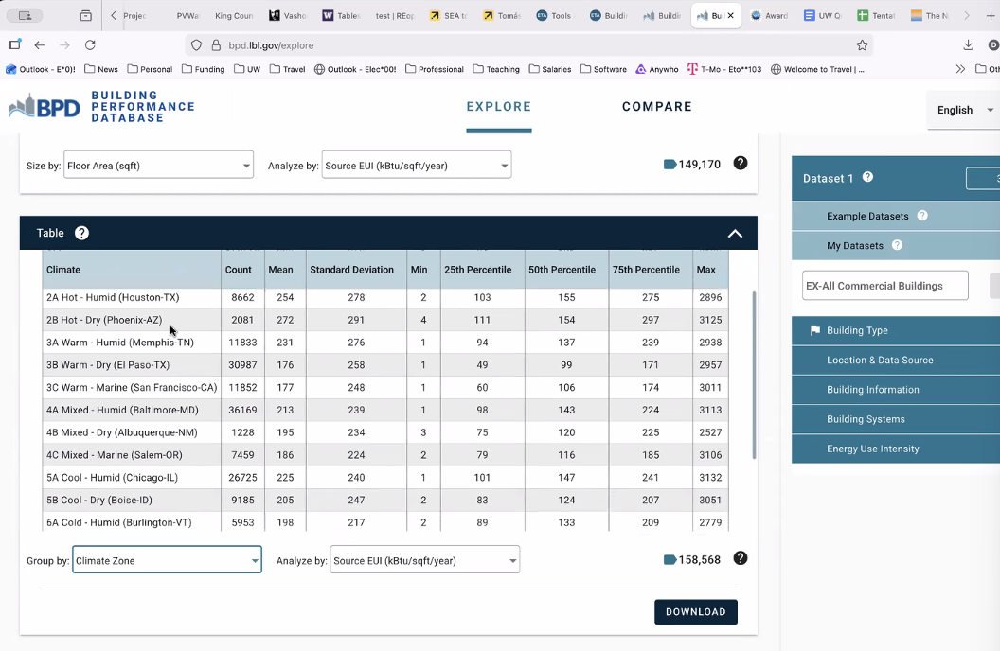 Projec
PVWa
King Coun
Vasho
Tables
test | REop
SEA to
Tomás
Tools
Buildin
Buildir
Buil
Award
UW Q
Tentat
The N
bpd.lbl.gov/explore
Outlook - E*0)!
News
Personal
Funding
UW
Travel
Outlook - Elec*00!
Professional
Teaching
Salaries
Software
Anywho
T-Mo - Eto**103
Welcome to Travel | ...
Oth
BPD
BUILDING
PERFORMANCE
DATABASE
EXPLORE
COMPARE
English
Size by: Floor Area (sqft)
Analyze by: Source EUI (kBtu/sqft/year)
149,170
Table
Climate Count Mean Standard Deviation Min 25th Percentile 50th Percentile 75th Percentile Max
2A Hot - Humid (Houston-TX) 8662 254 278 2 103 155 275 2896
2B Hot - Dry (Phoenix-AZ) 2081 272 291 4 111 154 297 3125
3A Warm - Humid (Memphis-TN) 11833 231 276 1 94 137 239 2938
3B Warm - Dry (El Paso-TX) 30987 176 258 1 49 99 171 2957
3C Warm - Marine (San Francisco-CA) 11852 177 248 1 60 106 174 3011
4A Mixed - Humid (Baltimore-MD) 36169 213 239 1 98 143 224 3113
4B Mixed - Dry (Albuquerque-NM) 1228 195 234 3 75 120 225 2527
4C Mixed - Marine (Salem-OR) 7459 186 224 2 79 116 185 3106
5A Cool - Humid (Chicago-IL) 26725 225 240 1 101 147 241 3132
5B Cool - Dry (Boise-ID) 9185 205 247 2 83 124 207 3051
6A Cold - Humid (Burlington-VT) 5953 198 217 2 89 133 209 2779
Group by: Climate Zone
Analyze by: Source EUI (kBtu/sqft/year)
158,568
DOWNLOAD
Dataset 1
Example Datasets
My Datasets
EX-All Commercial Buildings
Building Type
Location & Data Source
Building Information
Building Systems
Energy Use Intensity